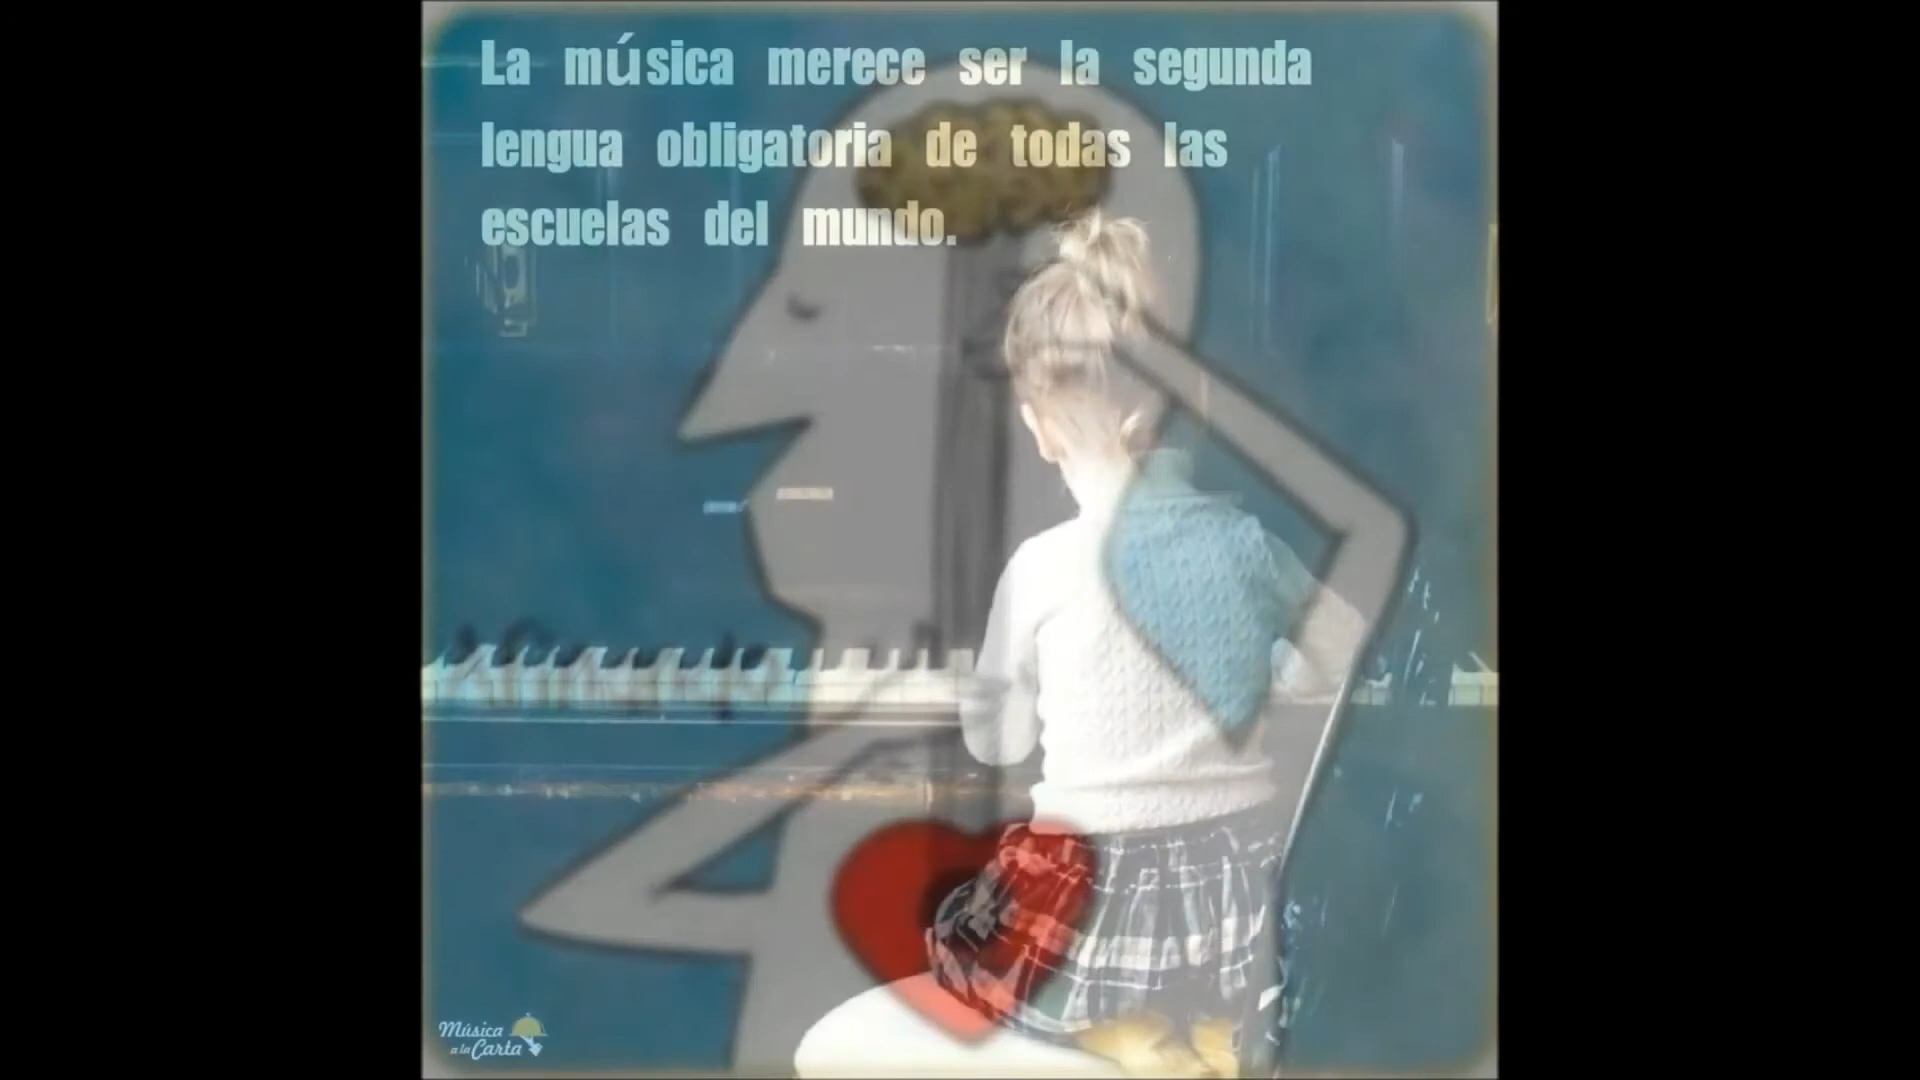 La música merece ser la segunda
lengua obligatoria de todas las
escuelas del mundo.
Música
a la Carta